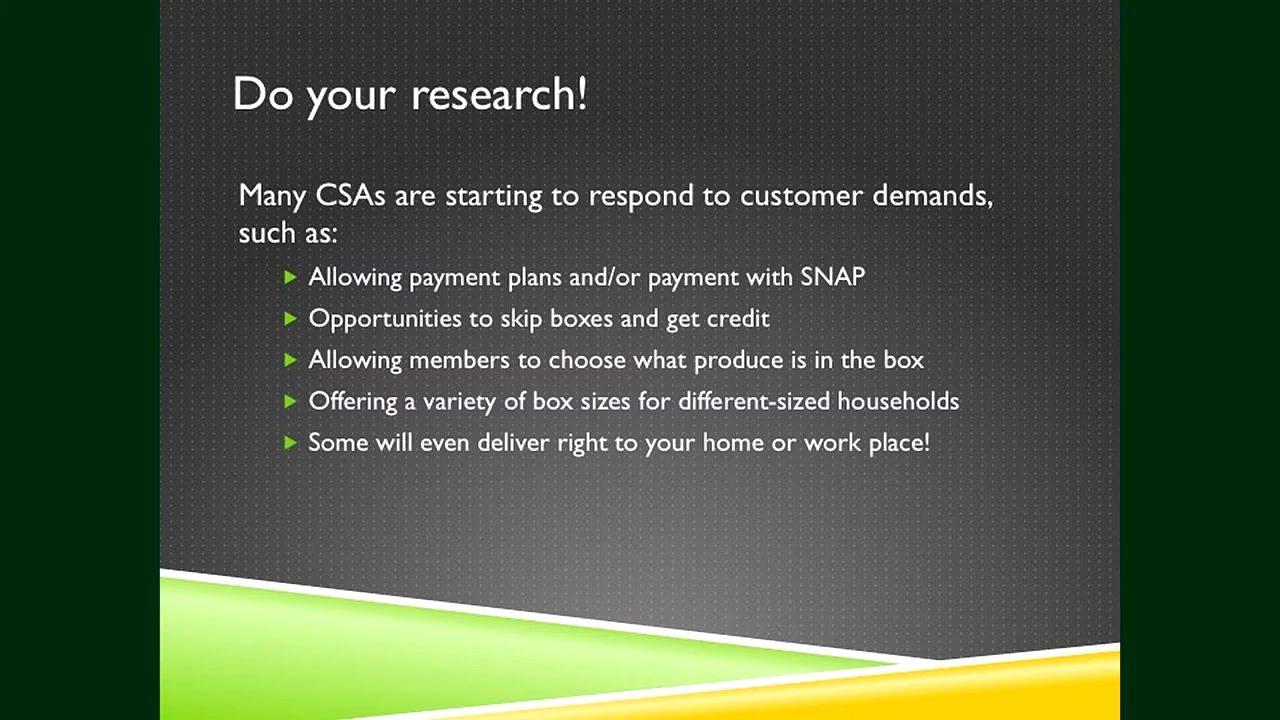 Do your research!
Many CSAs are starting to respond to customer demands,
such as:
Allowing payment plans and/or payment with SNAP
Opportunities to skip boxes and get credit
Allowing members to choose what produce is in the box
Offering a variety of box sizes for different-sized households
Some will even deliver right to your home or work place!